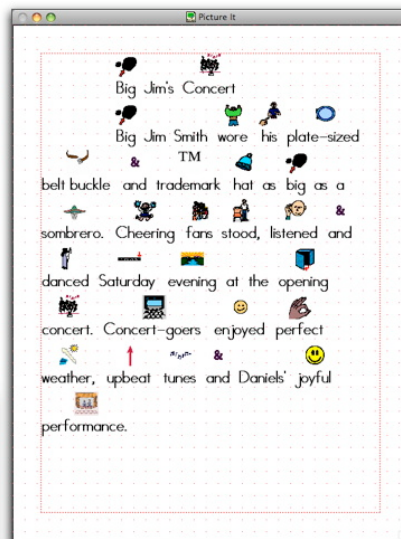 Picture It
Big Jim's Concert
Big Jim Smith wore his plate-sized
TM
belt buckle and trademark hat as big as a
sombrero. Cheering fans stood, listened and
danced Saturday evening at the opening
concert. Concert-goers enjoyed perfect
weather, upbeat tunes and Daniels' joyful
performance.